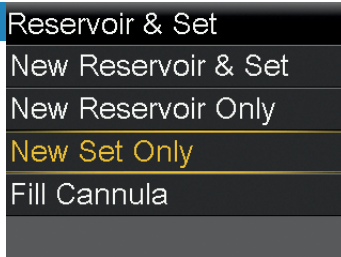 Reservoir & Set
New Reservoir & Set
New Reservoir Only
New Set Only
Fill Cannula